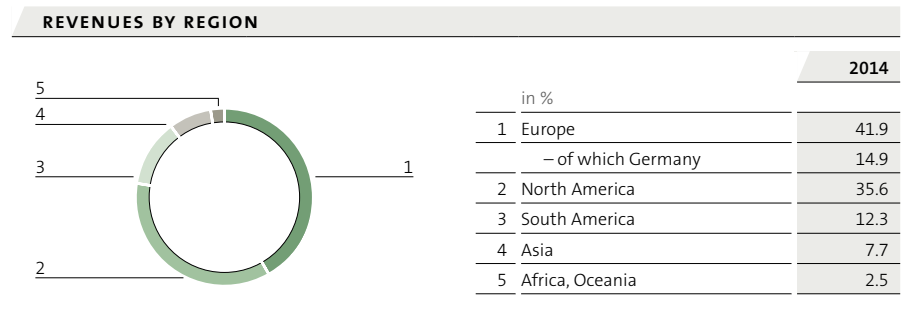 REVENUES BY REGION
2014
in %
1 Europe 41.9
– of which Germany 14.9
2 North America 35.6
3 South America 12.3
4 Asia 7.7
5 Africa, Oceania 2.5
5
4
3
1
2